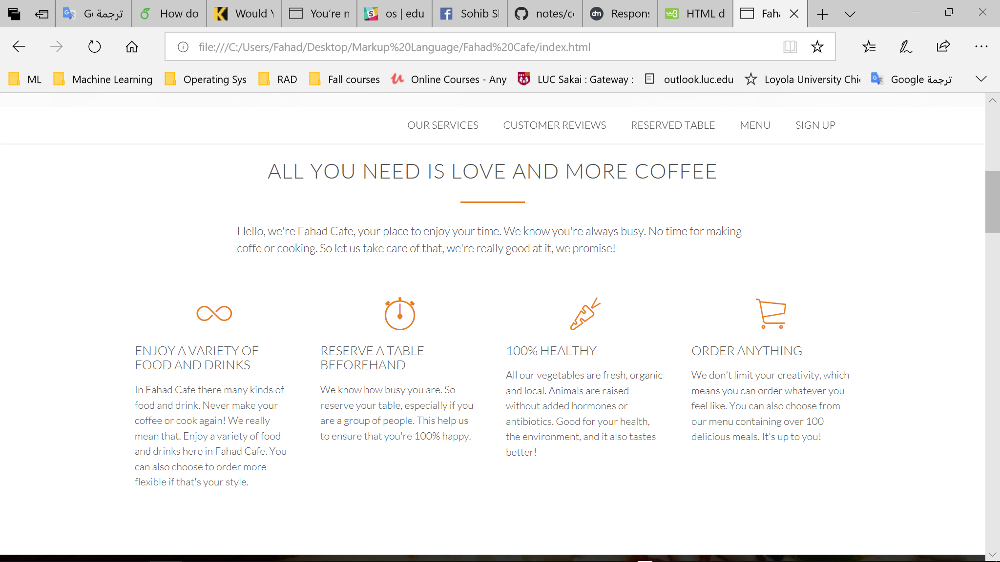 Go ترجمة
How do
Would Y
You're n
os | edu
Sohib Sl
notes/co
Respons
HTML d
Faha
file:///C:/Users/Fahad/Desktop/Markup%20Language/Fahad%20Cafe/index.html
ML
Machine Learning
Operating Sys
RAD
Fall courses
Online Courses - Any
LUC Sakai : Gateway :
outlook.luc.edu
Loyola University Chi
Google ترجمة
OUR SERVICES
CUSTOMER REVIEWS
RESERVED TABLE
MENU
SIGN UP
ALL YOU NEED IS LOVE AND MORE COFFEE
Hello, we're Fahad Cafe, your place to enjoy your time. We know you're always busy. No time for making
coffe or cooking. So let us take care of that, we're really good at it, we promise!
ENJOY A VARIETY OF
FOOD AND DRINKS
In Fahad Cafe there many kinds of
food and drink. Never make your
coffee or cook again! We really
mean that. Enjoy a variety of food
and drinks here in Fahad Cafe. You
can also choose to order more
flexible if that's your style.
RESERVE A TABLE
BEFOREHAND
We know how busy you are. So
reserve your table, especially if you
are a group of people. This help us
to ensure that you're 100% happy.
100% HEALTHY
All our vegetables are fresh, organic
and local. Animals are raised
without added hormones or
antibiotics. Good for your health,
the environment, and it also tastes
better!
ORDER ANYTHING
We don't limit your creativity, which
means you can order whatever you
feel like. You can also choose from
our menu containing over 100
delicious meals. It's up to you!